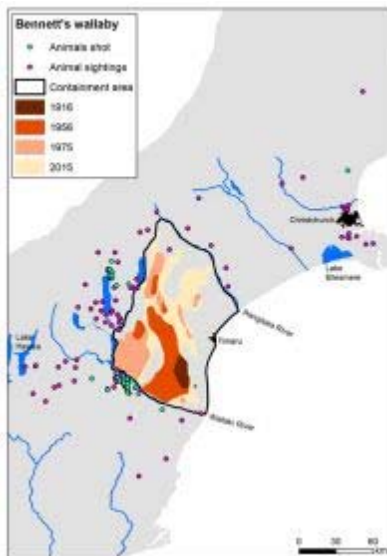 Bennett's wallaby
Animals shot
Animal sightings
Containment area
1916
1956
1975
2015
Christchurch
Lake
Ellesmere
Rangitata River
Timaru
Lake
Waitaki River
0 30 60